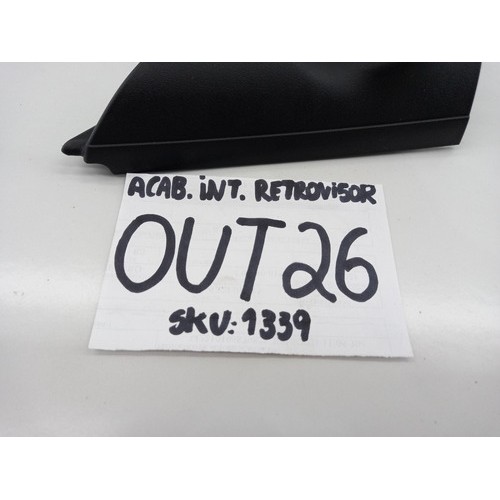 ACAB. iNT. RETROViSOR
OUT26
SKU:1339